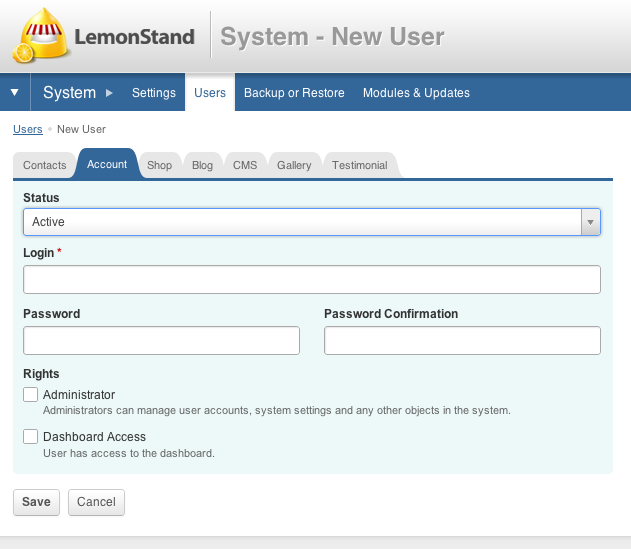 LemonStand
System - New User
System Settings Users Backup or Restore Modules & Updates
Users • New User
Contacts Account Shop Blog CMS Gallery Testimonial
Status
Active
Login *
Password Password Confirmation
Rights
Administrator
Administrators can manage user accounts, system settings and any other objects in the system.
Dashboard Access
User has access to the dashboard.
Save Cancel